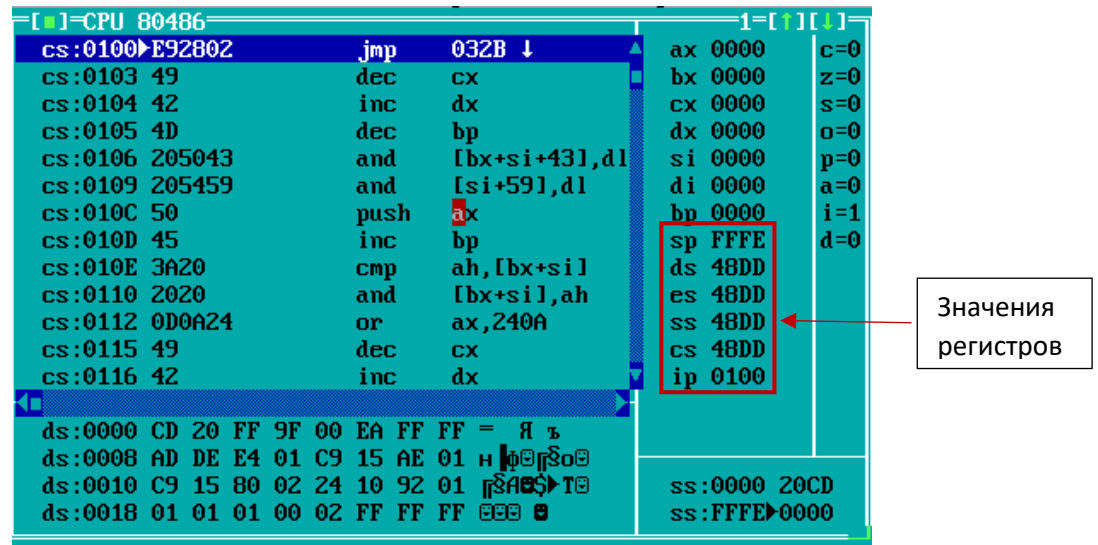 =[■]=CPU 80486 1=[↑][↓]=
cs:0100►E92802 jmp 032B ↓ ax 0000 c=0
cs:0103 49 dec cx bx 0000 z=0
cs:0104 42 inc dx cx 0000 s=0
cs:0105 4D dec bp dx 0000 o=0
cs:0106 205043 and [bx+si+43],dl si 0000 p=0
cs:0109 205459 and [si+59],dl di 0000 a=0
cs:010C 50 push ax bp 0000 i=1
cs:010D 45 inc bp sp FFFE d=0
cs:010E 3A20 cmp ah,[bx+si] ds 48DD
cs:0110 2020 and [bx+si],ah es 48DD
cs:0112 0D0A24 or ax,240A ss 48DD
cs:0115 49 dec cx cs 48DD
cs:0116 42 inc dx ip 0100
Значения
регистров
ds:0000 CD 20 FF 9F 00 EA FF FF = Я ъ
ds:0008 AD DE E4 01 C9 15 AE 01
ds:0010 C9 15 80 02 24 10 92 01 ss:0000 20CD
ds:0018 01 01 01 00 02 FF FF FF ss:FFFE►0000